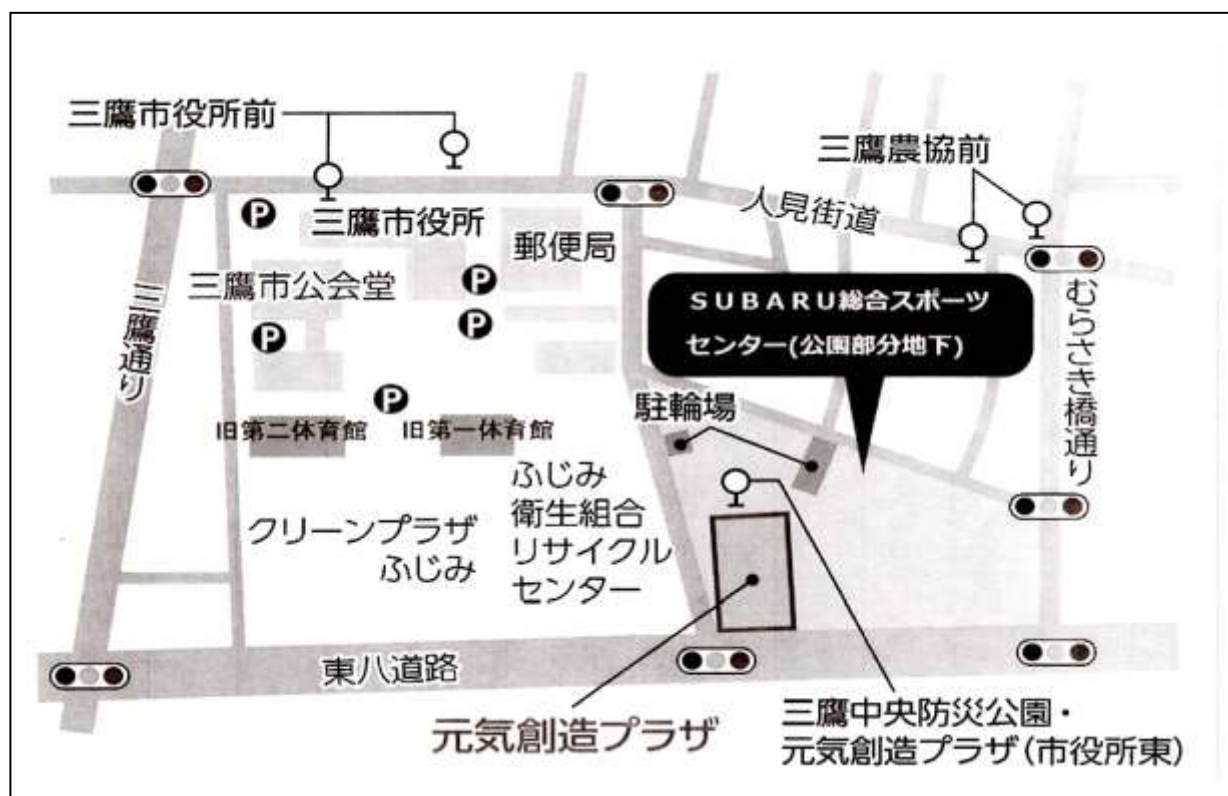 三鷹市役所前
三鷹農協前
人見街道
三鷹市役所
P
郵便局
三鷹市公会堂
P
P
P
三鷹通り
SUBARU総合スポーツ
センター(公園部分地下)
むらさき橋通り
駐輪場
P
旧第二体育館
旧第一体育館
ふじみ
衛生組合
リサイクル
センター
クリーンプラザ
ふじみ
東八道路
元気創造プラザ
三鷹中央防災公園・
元気創造プラザ(市役所東)